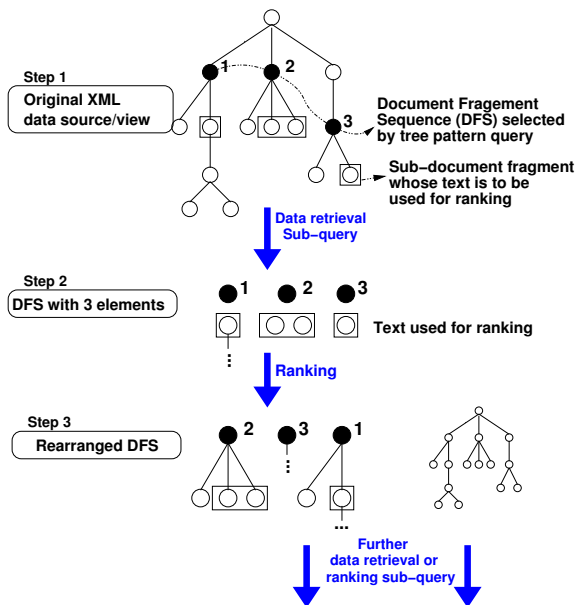 Step 1
Original XML
data source/view
1
2
3
Document Fragement
Sequence (DFS) selected
by tree pattern query
Sub−document fragment
whose text is to be
used for ranking
Data retrieval
Sub−query
Step 2
DFS with 3 elements
1
2
3
Text used for ranking
Ranking
Step 3
Rearranged DFS
2
3
1
Further
data retrieval or
ranking sub−query